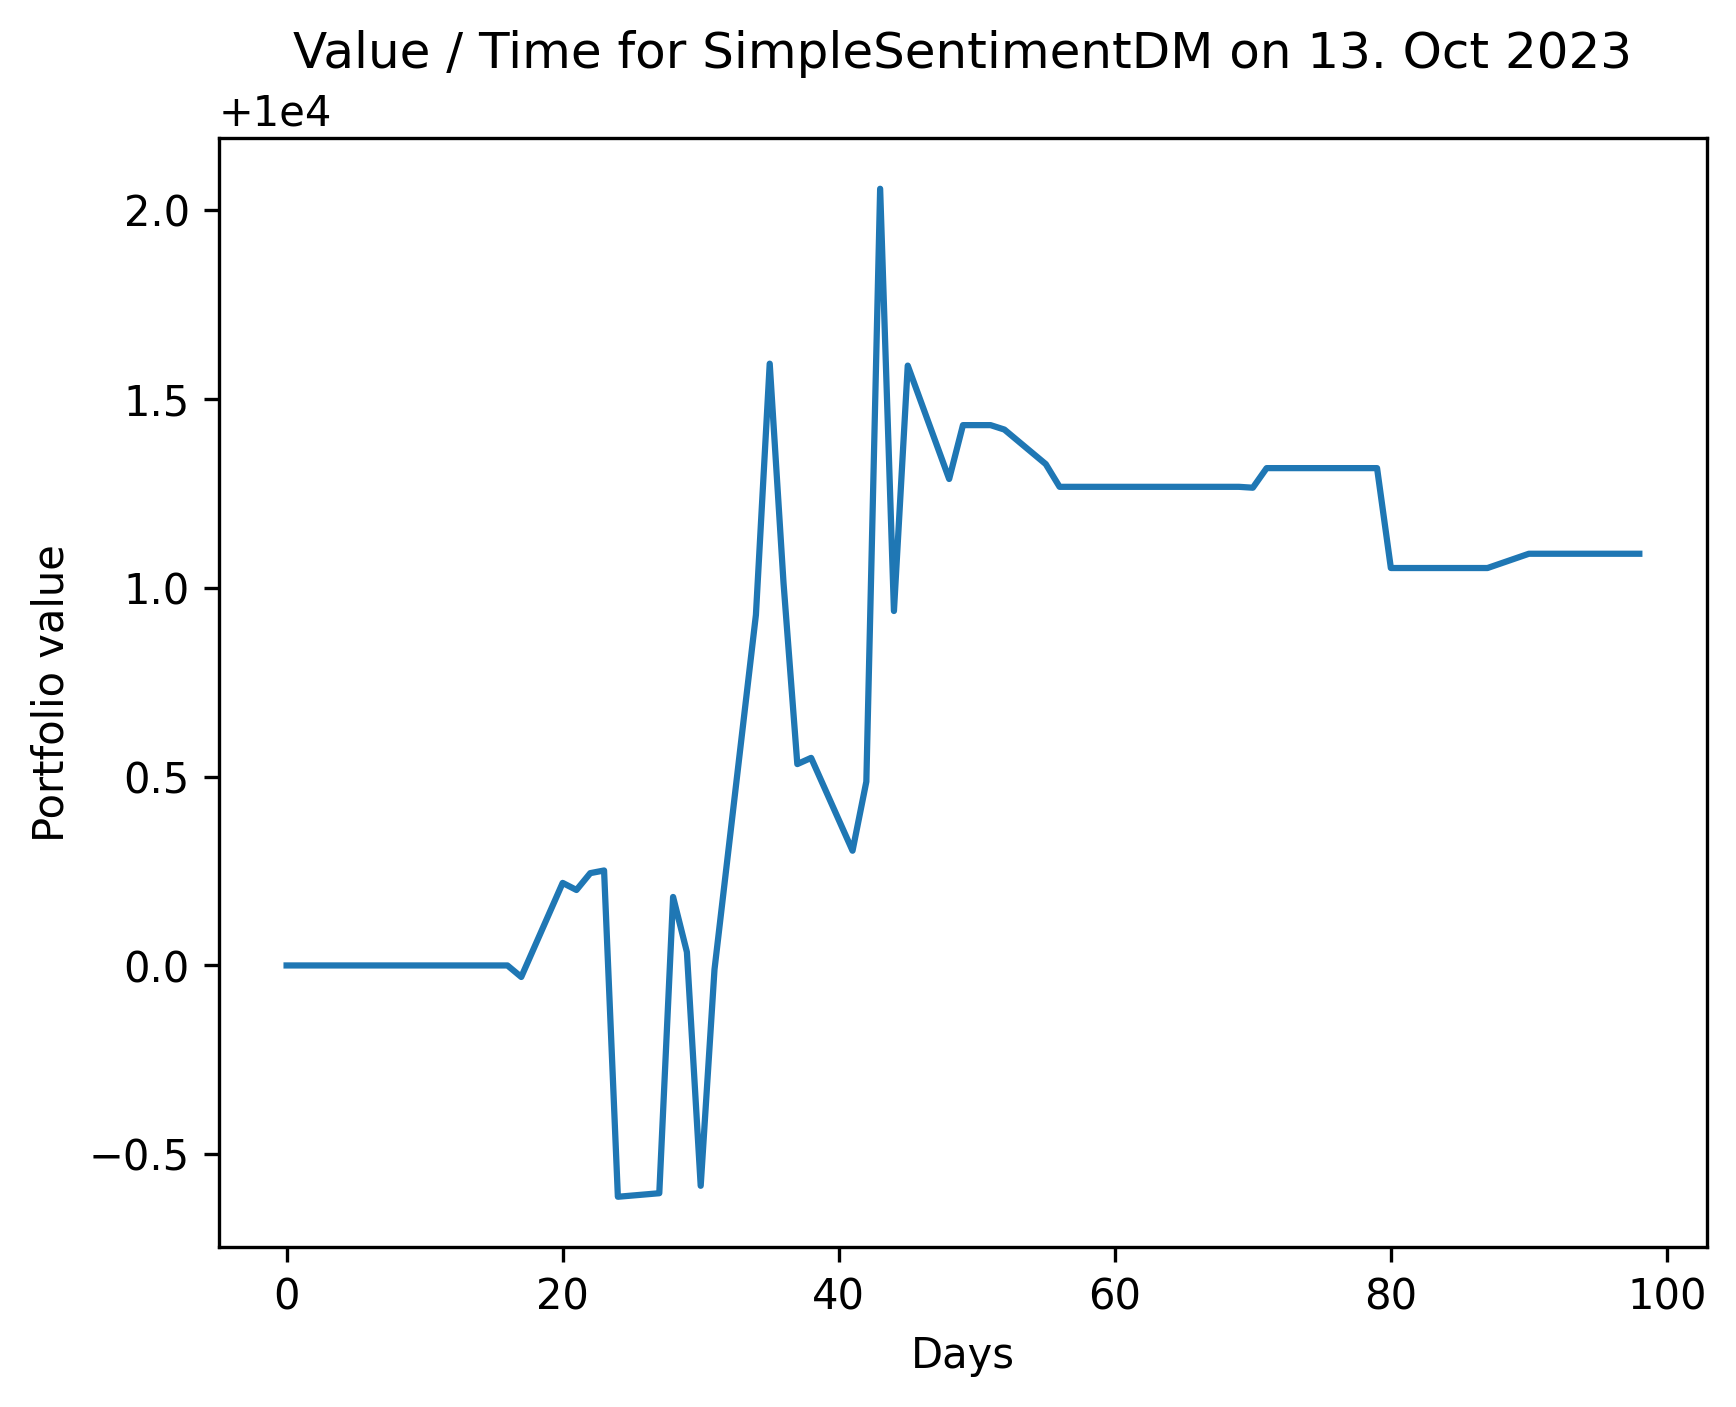 Value / Time for SimpleSentimentDM on 13. Oct 2023
+1e4
2.0
1.5
1.0
0.5
0.0
−0.5
Portfolio value
0 20 40 60 80 100
Days